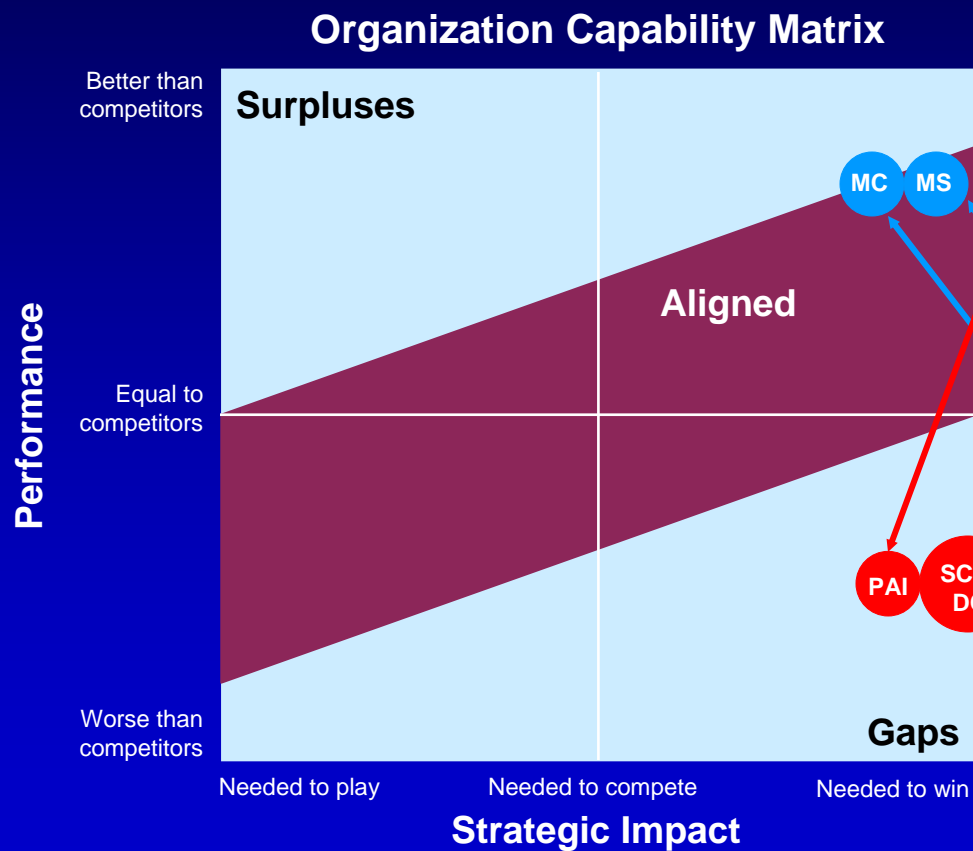 Organization Capability Matrix
Better than
competitors
Surpluses
MC
MS
Aligned
Performance
Equal to
competitors
PAI
SC
Worse than
competitors
Gaps
Needed to play
Needed to compete
Needed to win
Strategic Impact